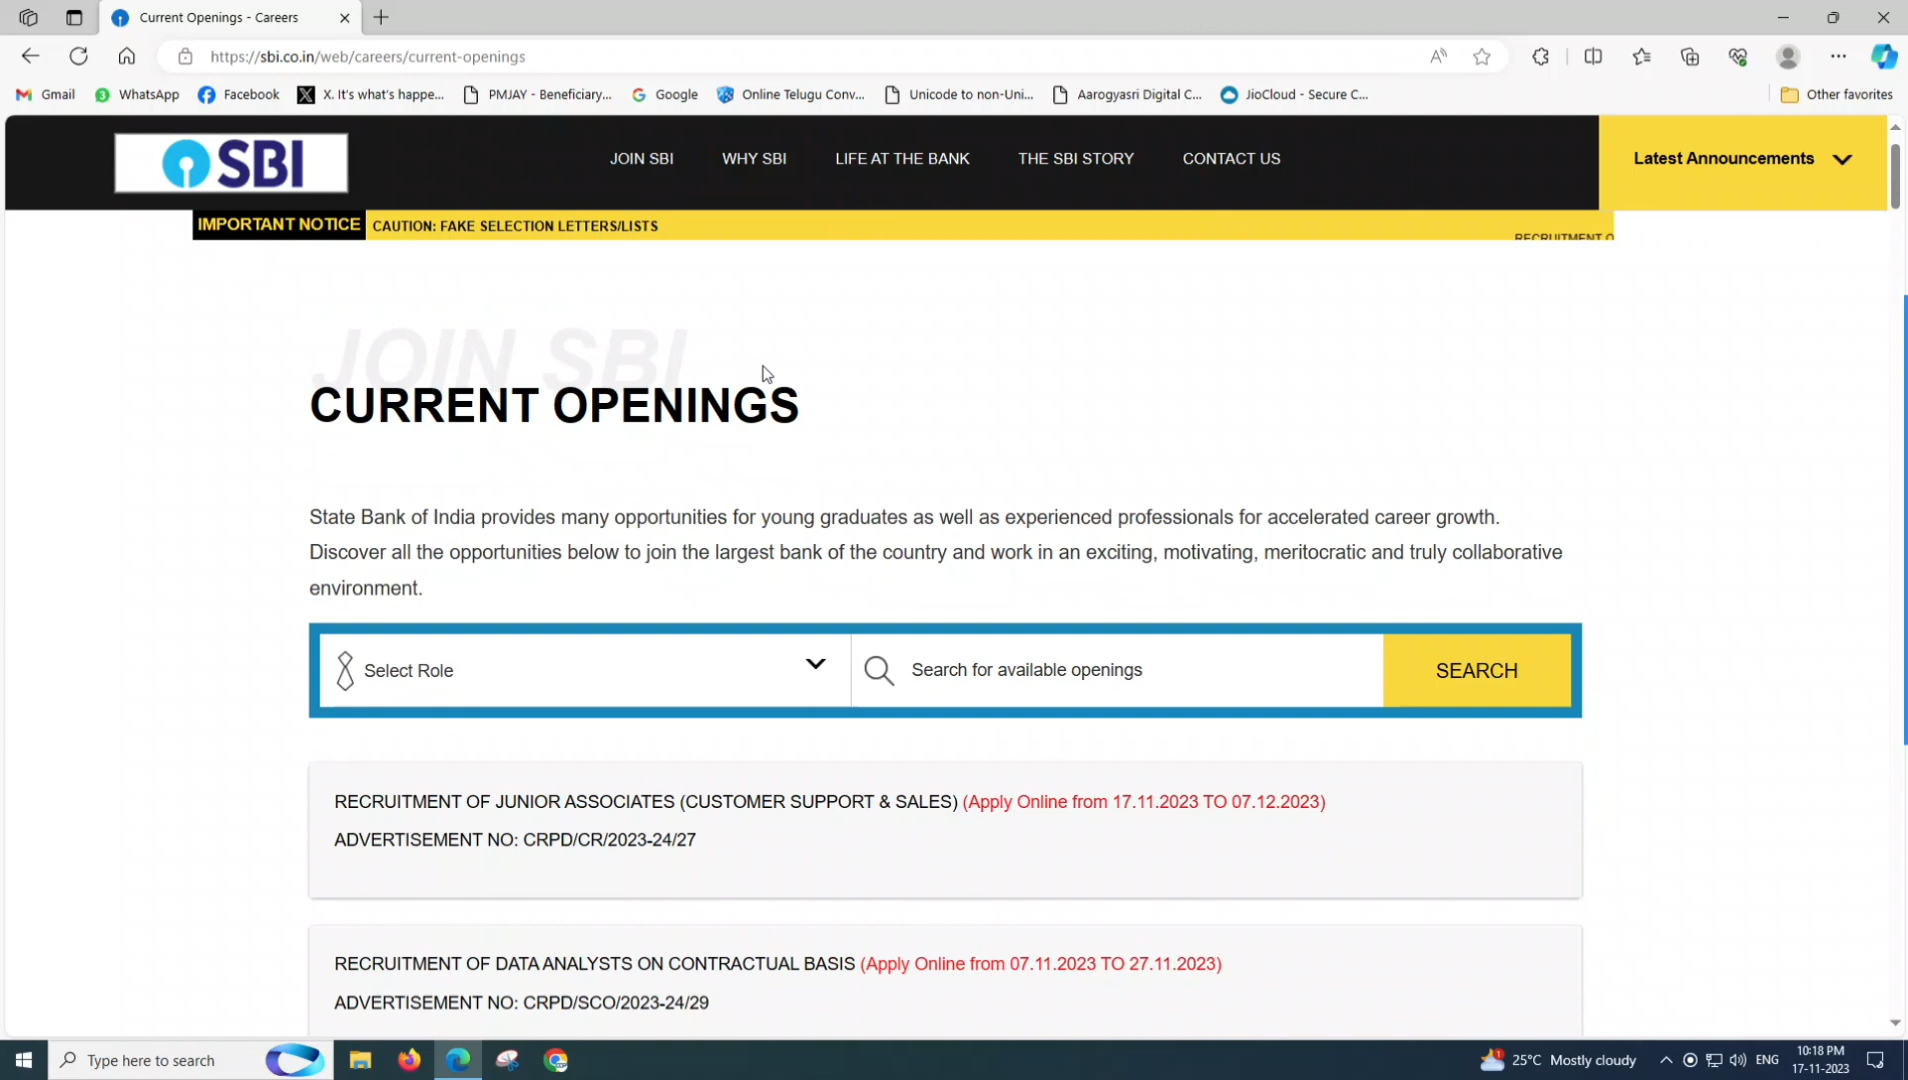 Current Openings - Careers
https://sbi.co.in/web/careers/current-openings
Gmail
WhatsApp
Facebook
X. It's what's happe...
PMJAY - Beneficiary...
Google
Online Telugu Conv...
Unicode to non-Uni...
Aarogyasri Digital C...
JioCloud - Secure C...
Other favorites
SBI
JOIN SBI
WHY SBI
LIFE AT THE BANK
THE SBI STORY
CONTACT US
Latest Announcements
IMPORTANT NOTICE
CAUTION: FAKE SELECTION LETTERS/LISTS
RECRUITMENT O
JOIN SBI
CURRENT OPENINGS
State Bank of India provides many opportunities for young graduates as well as experienced professionals for accelerated career growth.
Discover all the opportunities below to join the largest bank of the country and work in an exciting, motivating, meritocratic and truly collaborative
environment.
Select Role
Search for available openings
SEARCH
RECRUITMENT OF JUNIOR ASSOCIATES (CUSTOMER SUPPORT & SALES) (Apply Online from 17.11.2023 TO 07.12.2023)
ADVERTISEMENT NO: CRPD/CR/2023-24/27
RECRUITMENT OF DATA ANALYSTS ON CONTRACTUAL BASIS (Apply Online from 07.11.2023 TO 27.11.2023)
ADVERTISEMENT NO: CRPD/SCO/2023-24/29
Type here to search
25°C Mostly cloudy
ENG
10:18 PM
17-11-2023